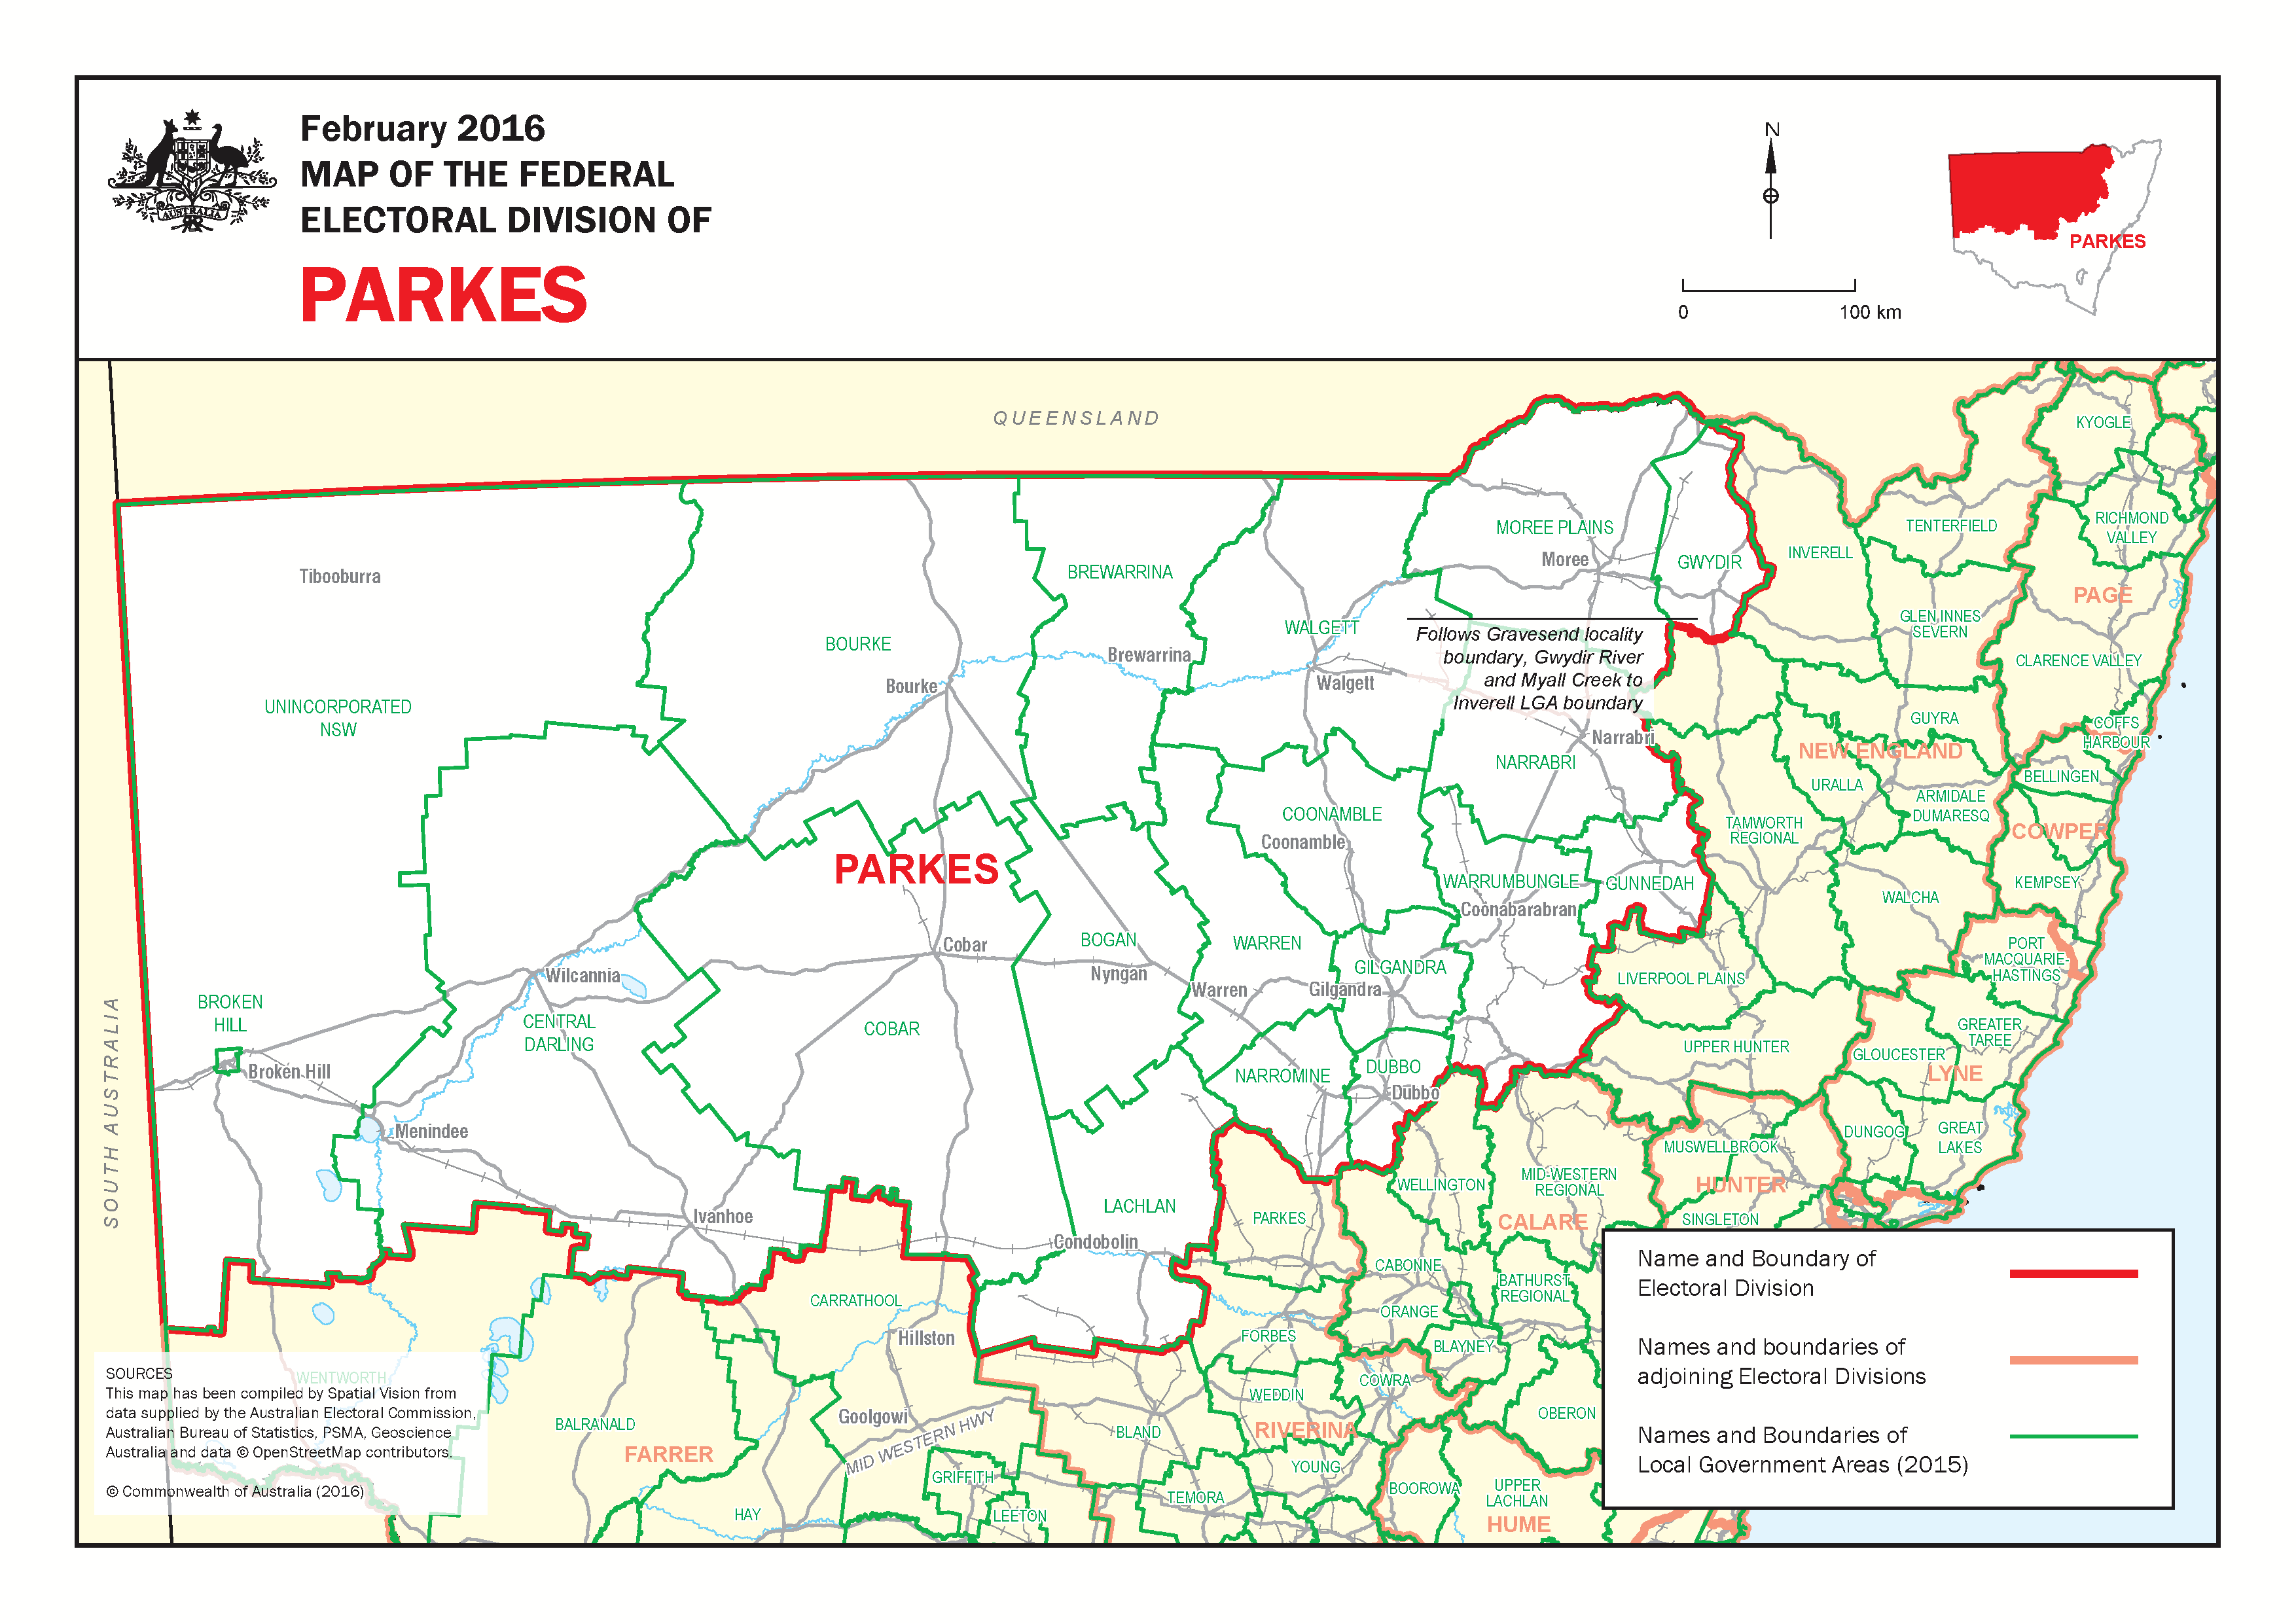 February 2016
MAP OF THE FEDERAL
ELECTORAL DIVISION OF
PARKES
AUSTRALIA
N
0
100 km
PARKES
QUEENSLAND
KYOGLE
RICHMOND
VALLEY
TENTERFIELD
MOREE PLAINS
Moree
GWYDIR
INVERELL
Tibooburra
BREWARRINA
PAGE
GLEN INNES
SEVERN
WALGETT
BOURKE
Follows Gravesend locality
boundary, Gwydir River
and Myall Creek to
Inverell LGA boundary
Brewarrina
CLARENCE VALLEY
Bourke
Walgett
UNINCORPORATED
NSW
GUYRA
COFFS
HARBOUR
Narrabri
NEW ENGLAND
NARRABRI
BELLINGEN
URALLA
ARMIDALE
DUMARESQ
COONAMBLE
Coonamble
TAMWORTH
REGIONAL
COWPER
PARKES
WARRUMBUNGLE
GUNNEDAH
KEMPSEY
WALCHA
Coonabarabran
Cobar
BOGAN
WARREN
PORT
MACQUARIE-
HASTINGS
Wilcannia
Nyngan
GILGANDRA
LIVERPOOL PLAINS
Warren
Gilgandra
BROKEN
HILL
CENTRAL
DARLING
COBAR
GREATER
TAREE
UPPER HUNTER
GLOUCESTER
LYNE
Broken Hill
NARROMINE
DUBBO
Dubbo
SOUTH AUSTRALIA
Menindee
DUNGOG
GREAT
LAKES
MUSWELLBROOK
MID-WESTERN
REGIONAL
WELLINGTON
HUNTER
LACHLAN
Ivanhoe
PARKES
CALARE
SINGLETON
Condobolin
CABONNE
BATHURST
REGIONAL
CARRATHOOL
ORANGE
Hillston
FORBES
BLAYNEY
WENTWORTH
COWRA
WEDDIN
BALRANALD
Goolgowi
MID WESTERN HWY
BLAND
RIVERINA
OBERON
FARRER
GRIFFITH
YOUNG
BOOROWA
UPPER
LACHLAN
TEMORA
HAY
LEETON
HUME
SOURCES
This map has been compiled by Spatial Vision from
data supplied by the Australian Electoral Commission,
Australian Bureau of Statistics, PSMA, Geoscience
Australia and data © OpenStreetMap contributors.
© Commonwealth of Australia (2016)
Name and Boundary of
Electoral Division
Names and boundaries of
adjoining Electoral Divisions
Names and Boundaries of
Local Government Areas (2015)